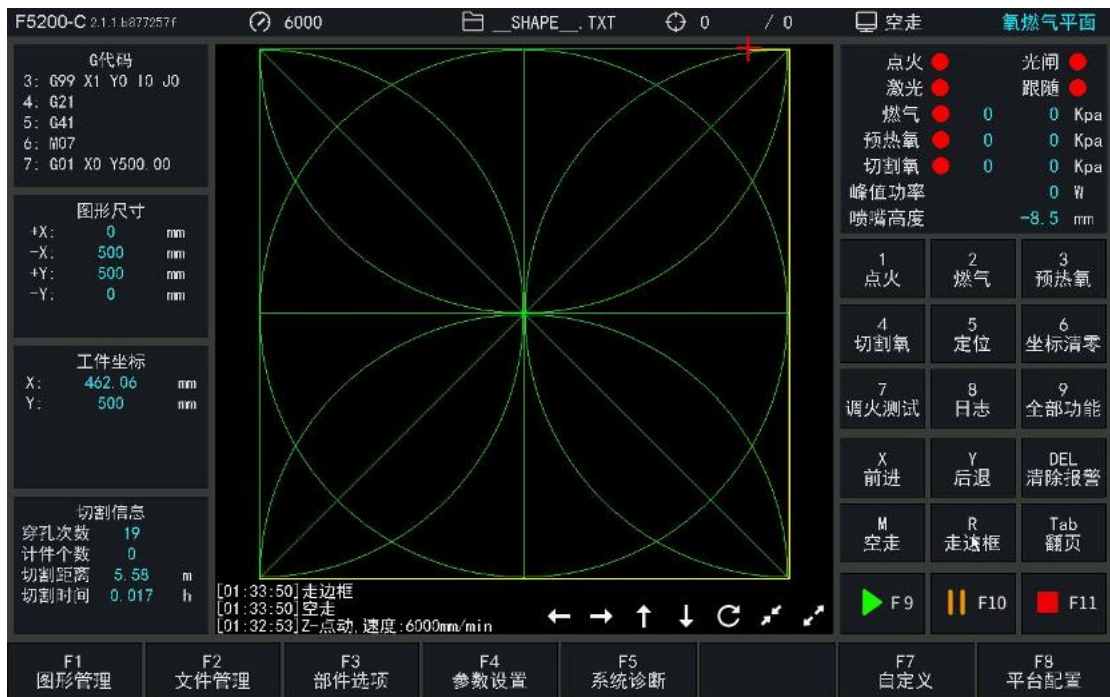 F5200-C 2.1.1.b877257f 6000 __SHAPE__.TXT 0 / 0 空走 氧燃气平面
G代码
3: G99 X1 Y0 I0 J0
4: G21
5: G41
6: M07
7: G01 X0 Y500.00
图形尺寸
+X: 0 mm
-X: 500 mm
+Y: 500 mm
-Y: 0 mm
工件坐标
X: 462.06 mm
Y: 500 mm
切割信息
穿孔次数 19
计件个数 0
切割距离 5.58 m
切割时间 0.017 h
[01:33:50]走边框
[01:33:50]空走
[01:32:53]Z-点动,速度:6000mm/min
点火 光闸
激光 跟随
燃气 0 0 Kpa
预热氧 0 0 Kpa
切割氧 0 0 Kpa
峰值功率 0 W
喷嘴高度 -8.5 mm
1 2 3
点火 燃气 预热氧
4 5 6
切割氧 定位 坐标清零
7 8 9
调火测试 日志 全部功能
X Y DEL
前进 后退 清除报警
M R Tab
空走 走边框 翻页
F9 F10 F11
F1 F2 F3 F4 F5 F7 F8
图形管理 文件管理 部件选项 参数设置 系统诊断 自定义 平台配置